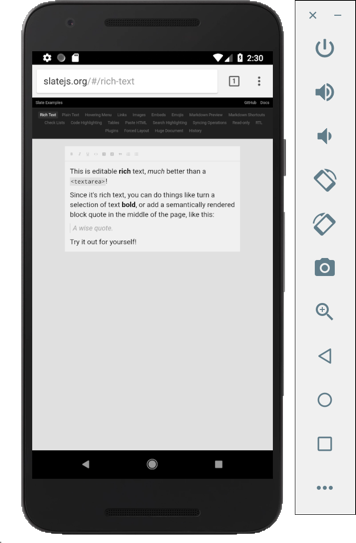 2:30
slatejs.org/#/rich-text
1
Slate Examples GitHub Docs
Rich Text Plain Text Hovering Menu Links Images Embeds Markdown Preview Markdown Shortcuts
Check Lists Code Highlighting Tables Paste HTML Search Highlighting Syncing Operations Read-only RTL
Plugins Forced Layout Huge Document History
This is editable rich text, much better than a
<textarea>!
Since it's rich text, you can do things like turn a
selection of text bold, or add a semantically rendered
block quote in the middle of the page, like this:
A wise quote.
Try it out for yourself!